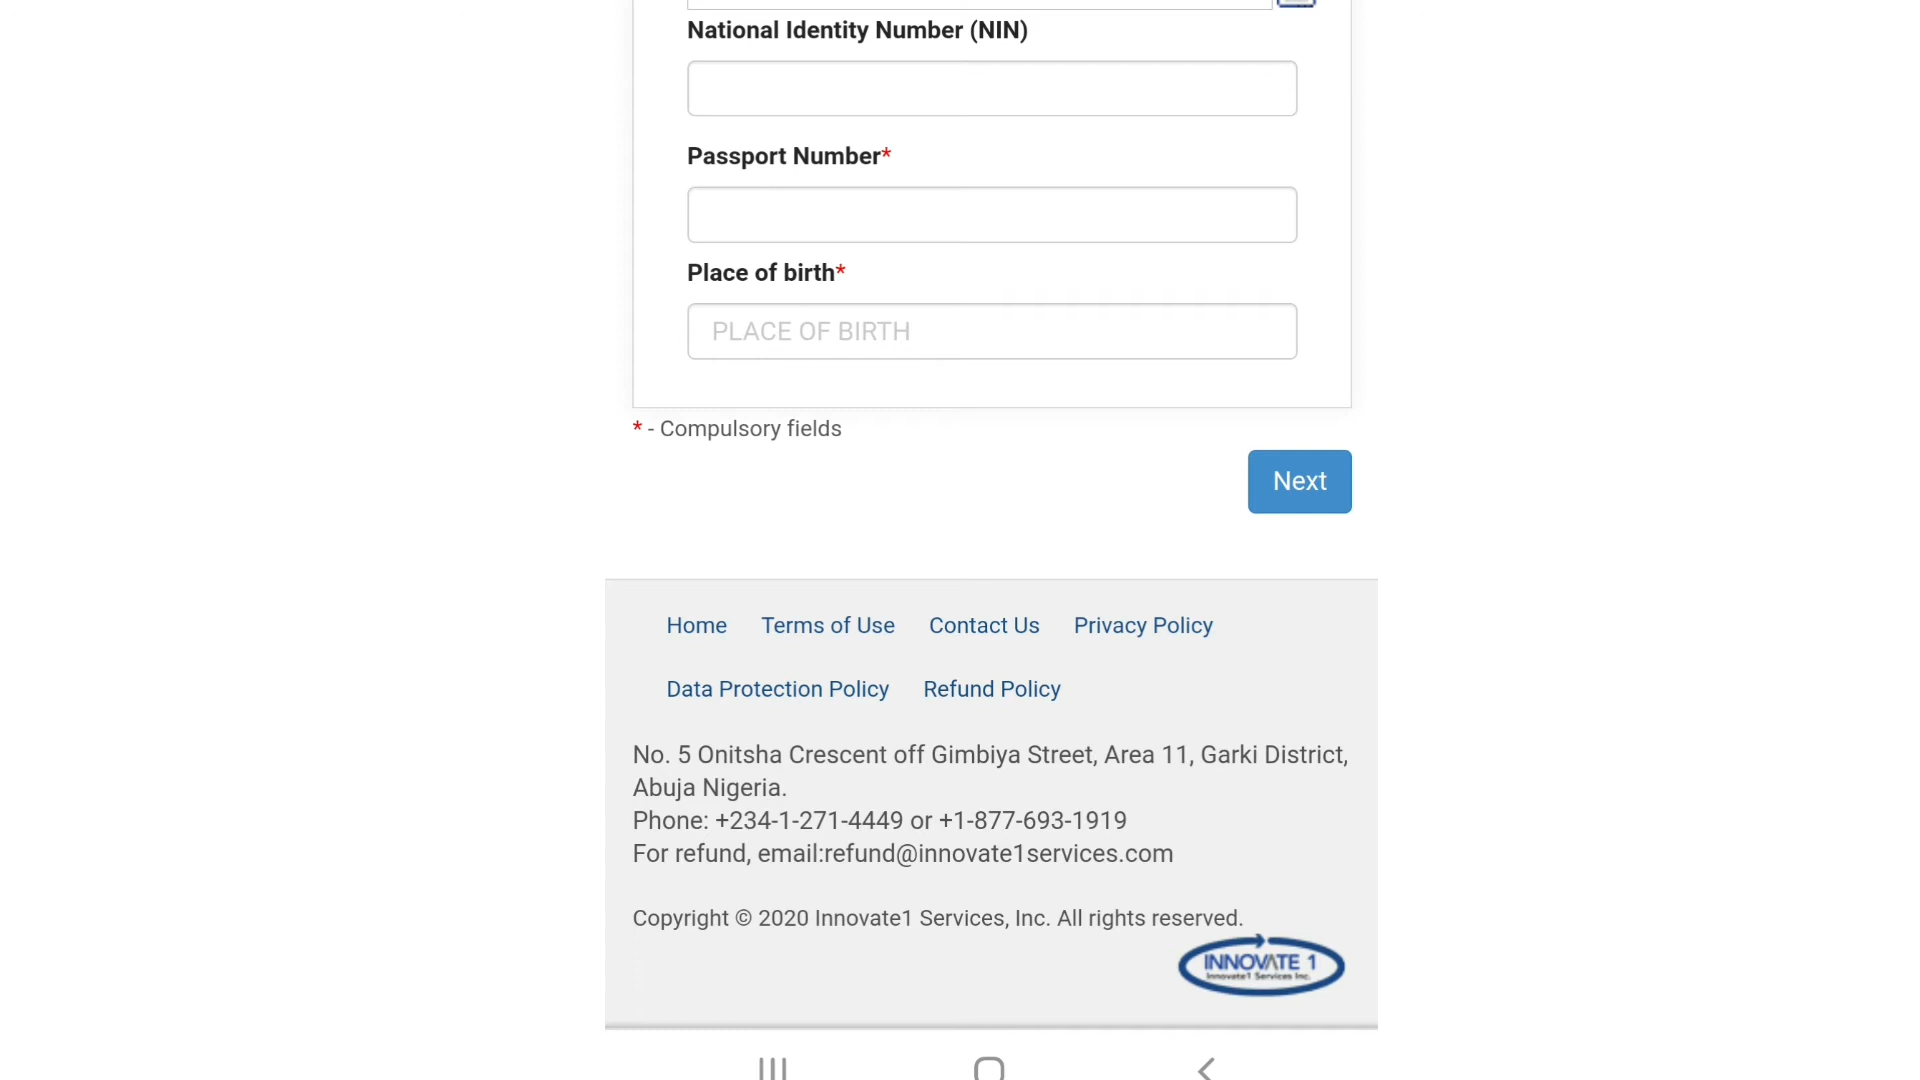 National Identity Number (NIN)
Passport Number*
Place of birth*
PLACE OF BIRTH
* - Compulsory fields
Next
Home Terms of Use Contact Us Privacy Policy
Data Protection Policy Refund Policy
No. 5 Onitsha Crescent off Gimbiya Street, Area 11, Garki District,
Abuja Nigeria.
Phone: +234-1-271-4449 or +1-877-693-1919
For refund, email:refund@innovate1services.com
Copyright © 2020 Innovate1 Services, Inc. All rights reserved.
INNOVATE 1
Innovate1 Services Inc.